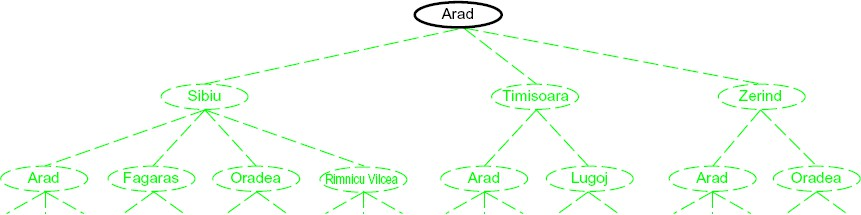 Arad
Sibiu Timisoara Zerind
Arad Fagaras Oradea Rimnicu Vilcea Arad Lugoj Arad Oradea